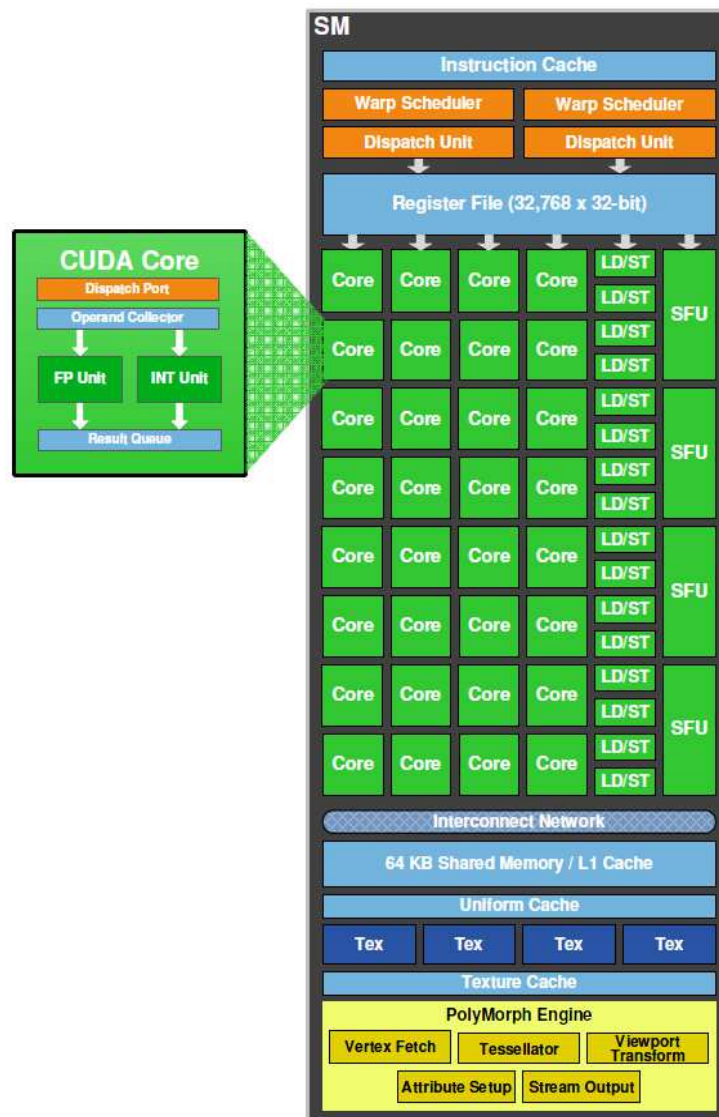 SM
Instruction Cache
Warp Scheduler Warp Scheduler
Dispatch Unit Dispatch Unit
Register File (32,768 x 32-bit)
CUDA Core
Dispatch Port
Operand Collector
FP Unit INT Unit
Result Queue
Core Core Core Core LD/ST SFU
LD/ST
Core Core Core Core LD/ST
LD/ST
Core Core Core Core LD/ST SFU
LD/ST
Core Core Core Core LD/ST
LD/ST
Core Core Core Core LD/ST SFU
LD/ST
Core Core Core Core LD/ST
LD/ST
Core Core Core Core LD/ST SFU
LD/ST
Core Core Core Core LD/ST
LD/ST
Interconnect Network
64 KB Shared Memory / L1 Cache
Uniform Cache
Tex Tex Tex Tex
Texture Cache
PolyMorph Engine
Vertex Fetch Tessellator Viewport
Transform
Attribute Setup Stream Output